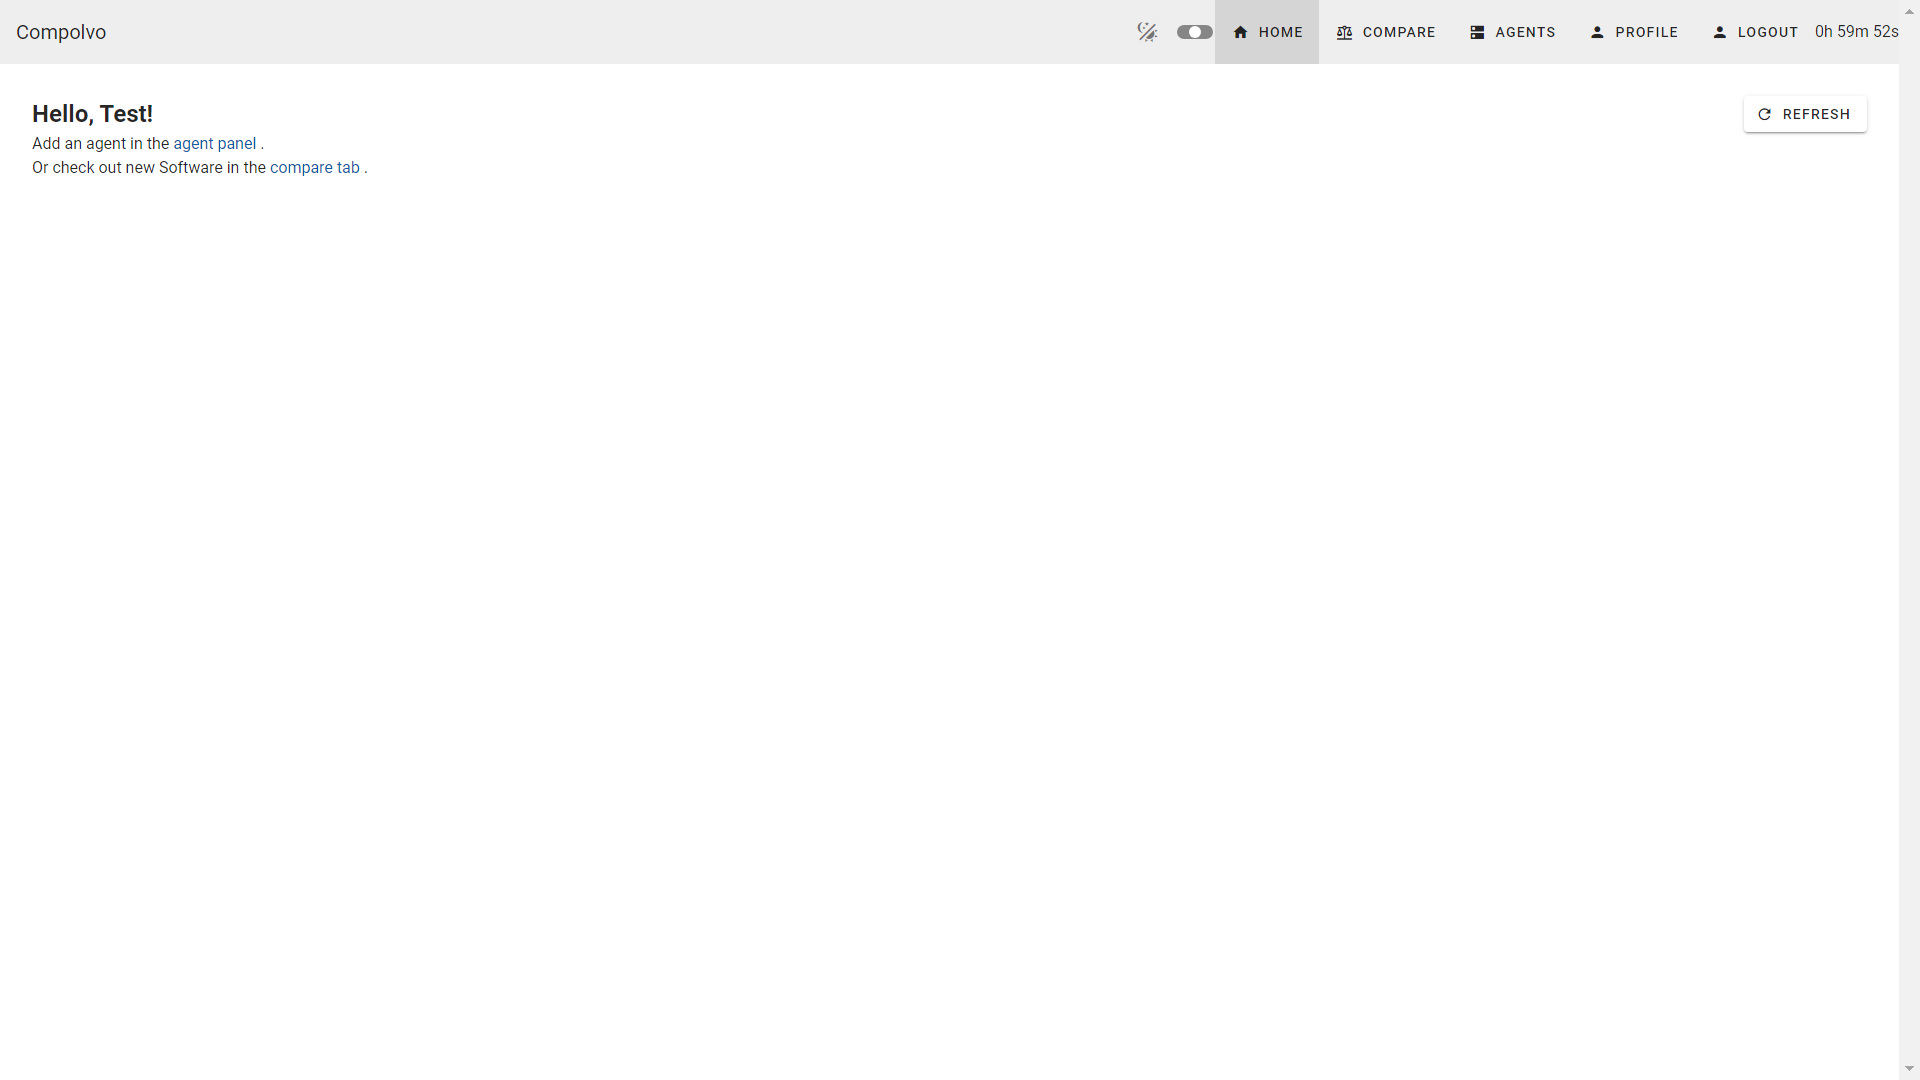 Compolvo
HOME
COMPARE
AGENTS
PROFILE
LOGOUT
0h 59m 52s
Hello, Test!
REFRESH
Add an agent in the agent panel .
Or check out new Software in the compare tab .